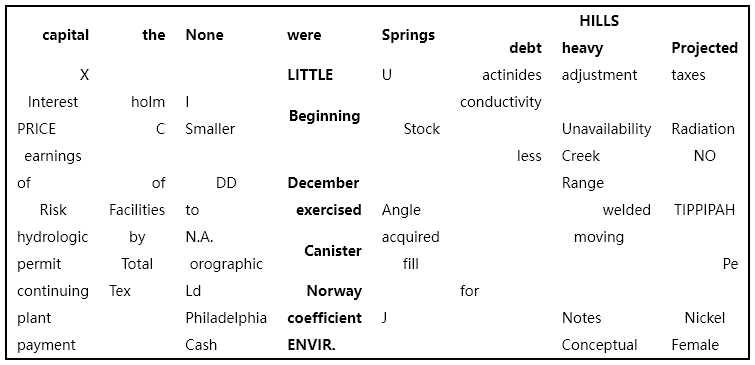 HILLS
capital the None were Springs
debt heavy Projected
X LITTLE U actinides adjustment taxes
Interest holm I conductivity
Beginning
PRICE C Smaller Stock Unavailability Radiation
earnings less Creek NO
of of DD December Range
Risk Facilities to exercised Angle welded TIPPIPAH
hydrologic by N.A. acquired moving
Canister
permit Total orographic fill Pe
continuing Tex Ld Norway for
plant Philadelphia coefficient J Notes Nickel
payment Cash ENVIR. Conceptual Female